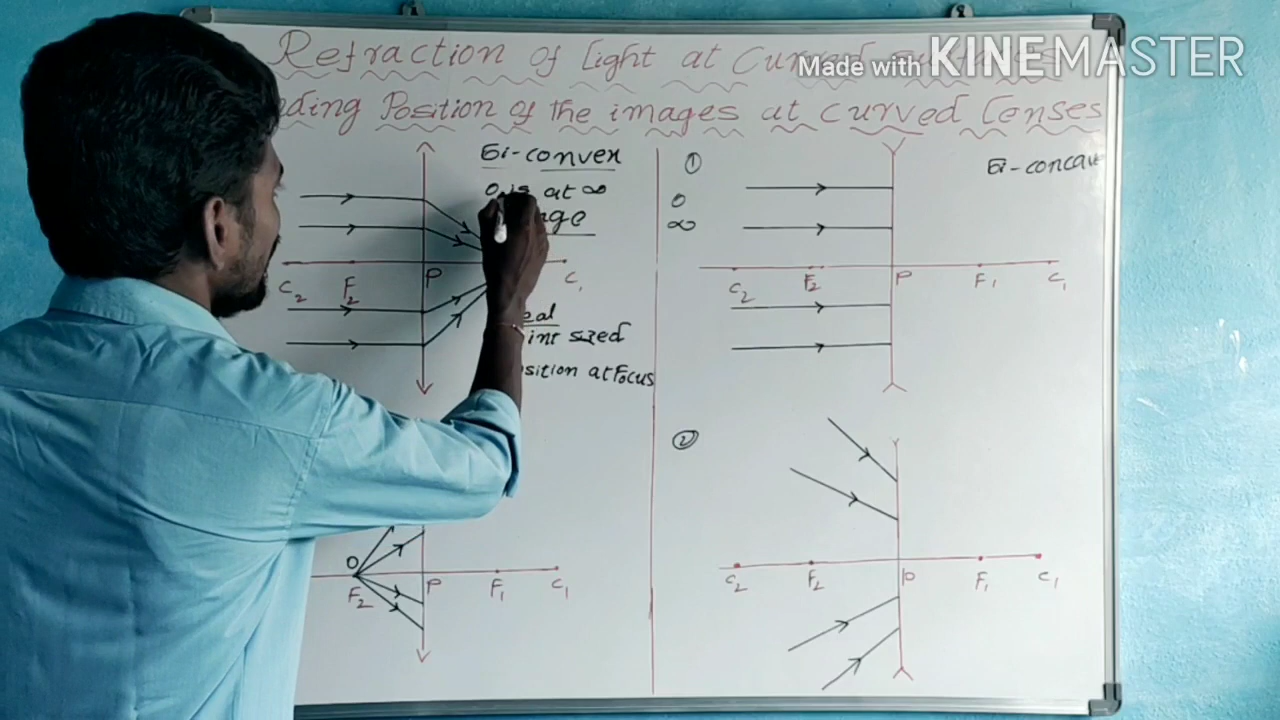 Refraction of Light at Curved
Made with KINEMASTER
Position of the images at curved Lenses
Bi-convex
is at ∞
①
Bi-concav
O
∞
P
C₁
C₂
F₂
sized
at Focus
C₂
F₂
P
F₁
C₁
②
O
F₂
P
F₁
C₁
C₂
F₂
P
F₁
C₁